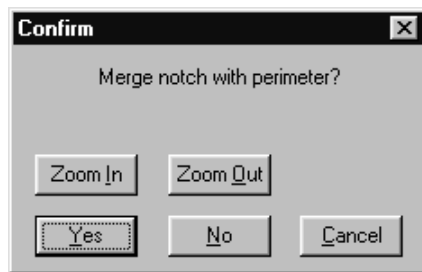 Confirm
Merge notch with perimeter?
Zoom In Zoom Out
Yes No Cancel